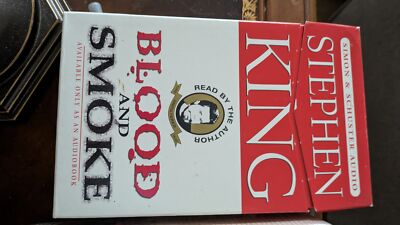 SIMON & SCHUSTER AUDIO
STEPHEN
KING
READ BY THE AUTHOR
BLOOD
AND
SMOKE
AVAILABLE ONLY AS AN AUDIOBOOK